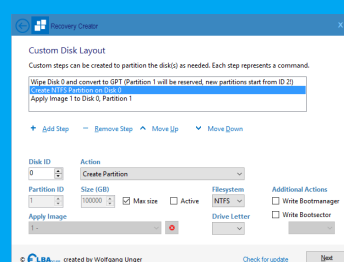 Recovery Creator
X
Custom Disk Layout
Custom steps can be created to partition the disk(s) as needed. Each step represents a command.
Wipe Disk 0 and convert to GPT (Partition 1 will be reserved, new partitions start from ID 2!)
Create NTFS Partition on Disk 0
Apply Image 1 to Disk 0, Partition 1
+ Add Step − Remove Step Move Up Move Down
Disk ID Action
0 Create Partition
Partition ID Size (GB) Filesystem Additional Actions
1 100000 Max size Active NTFS Write Bootmanager
Apply Image Drive Letter Write Bootsector
1 -
© created by Wolfgang Unger Check for update Next